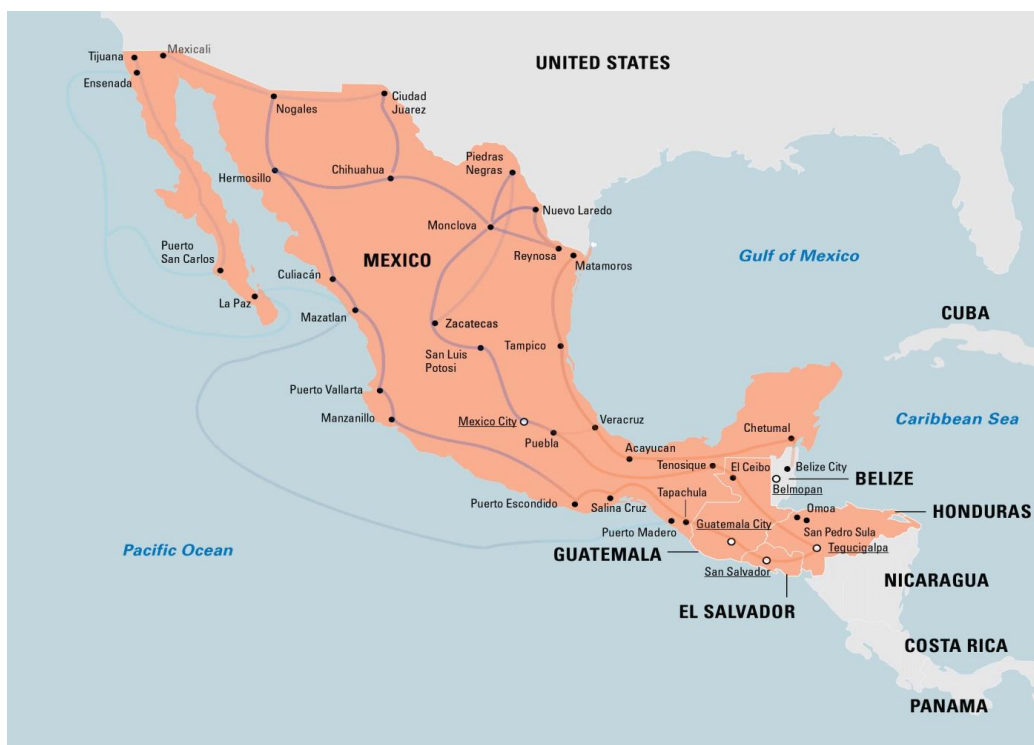 Mexicali
Tijuana
Ensenada
UNITED STATES
Nogales
Ciudad
Juarez
Piedras
Negras
Hermosillo
Chihuahua
Nuevo Laredo
Monclova
Puerto
San Carlos
MEXICO
Reynosa
Matamoros
Gulf of Mexico
Culiacán
La Paz
Mazatlan
Zacatecas
CUBA
San Luis
Potosi
Tampico
Puerto Vallarta
Manzanillo
Mexico City
Veracruz
Puebla
Chetumal
Caribbean Sea
Acayucan
Tenosique
El Ceibo
Belize City
BELIZE
Belmopan
Tapachula
Puerto Escondido
Salina Cruz
Omoa
HONDURAS
Puerto Madero
Guatemala City
San Pedro Sula
Pacific Ocean
GUATEMALA
Tegucigalpa
San Salvador
NICARAGUA
EL SALVADOR
COSTA RICA
PANAMA